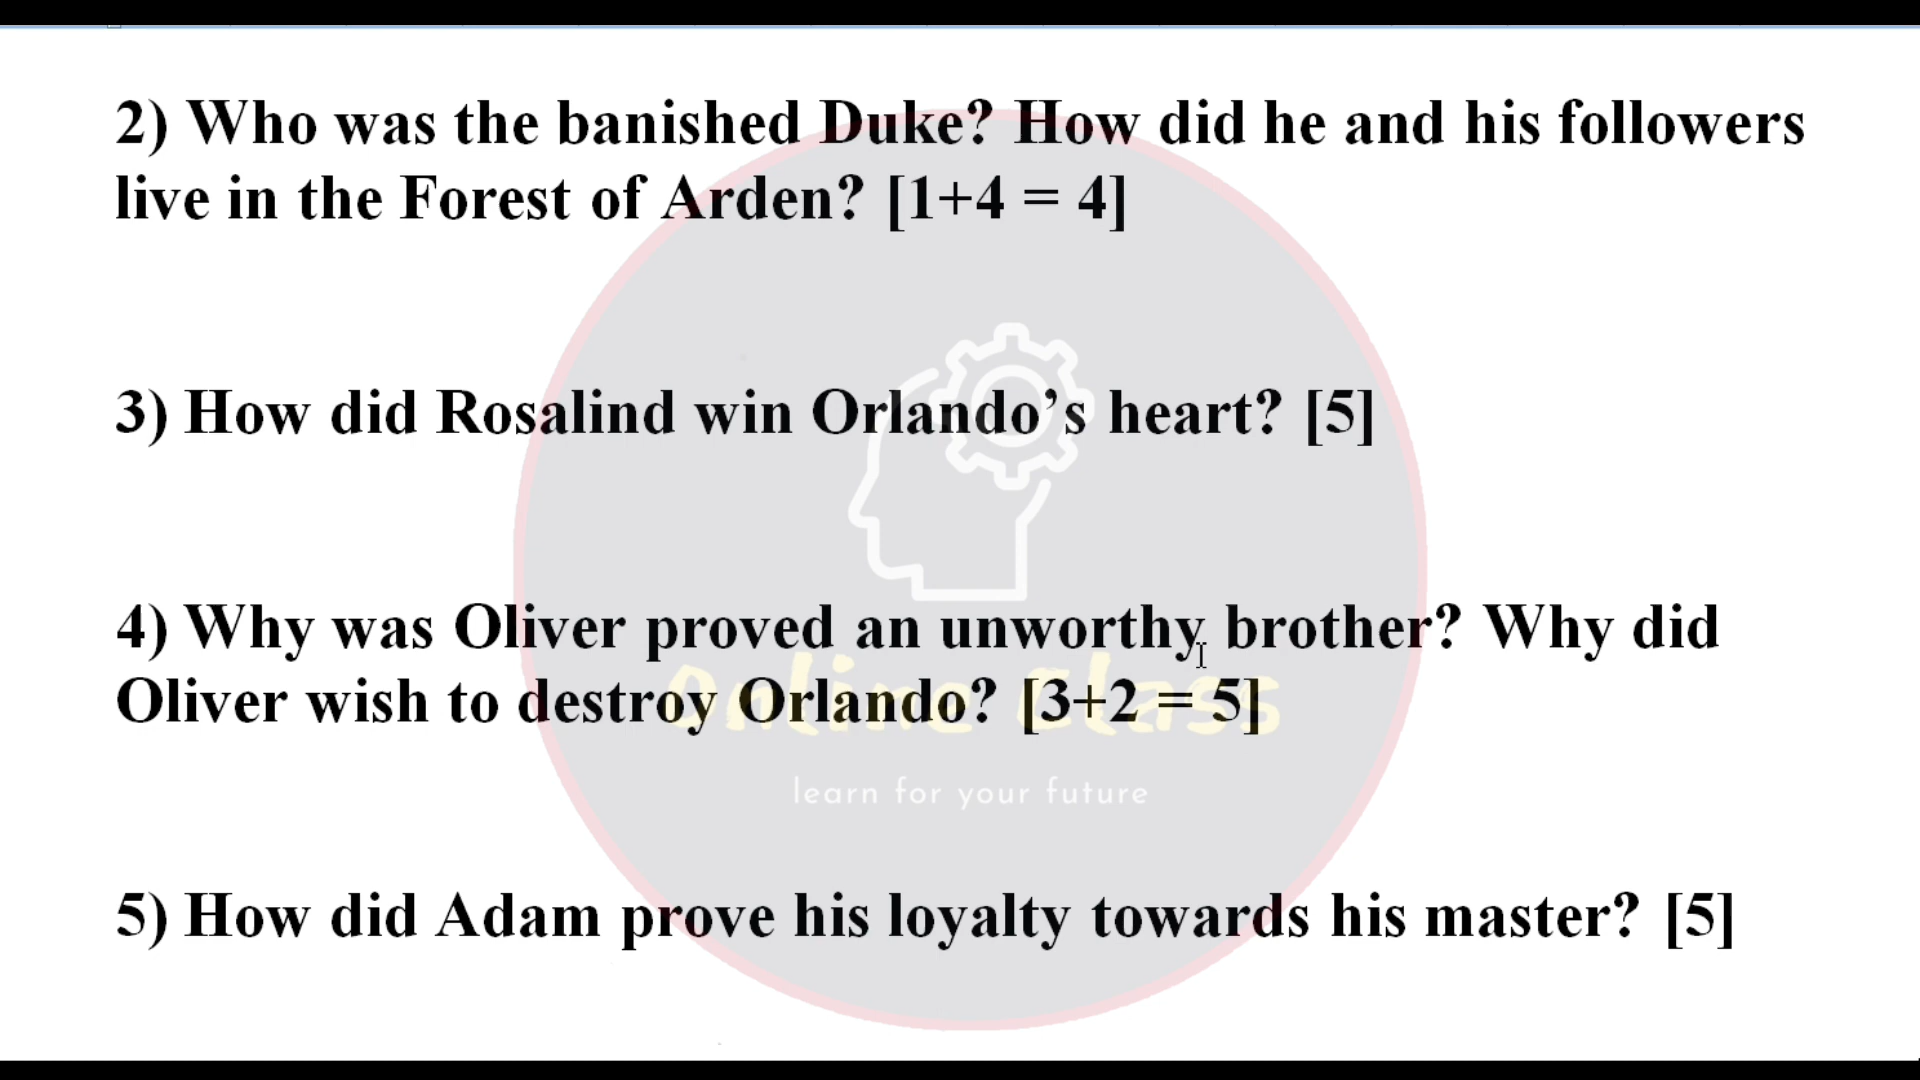 2) Who was the banished Duke? How did he and his followers
live in the Forest of Arden? [1+4 = 4]
3) How did Rosalind win Orlando’s heart? [5]
4) Why was Oliver proved an unworthy brother? Why did
Oliver wish to destroy Orlando? [3+2 = 5]
Online Class
learn for your future
5) How did Adam prove his loyalty towards his master? [5]